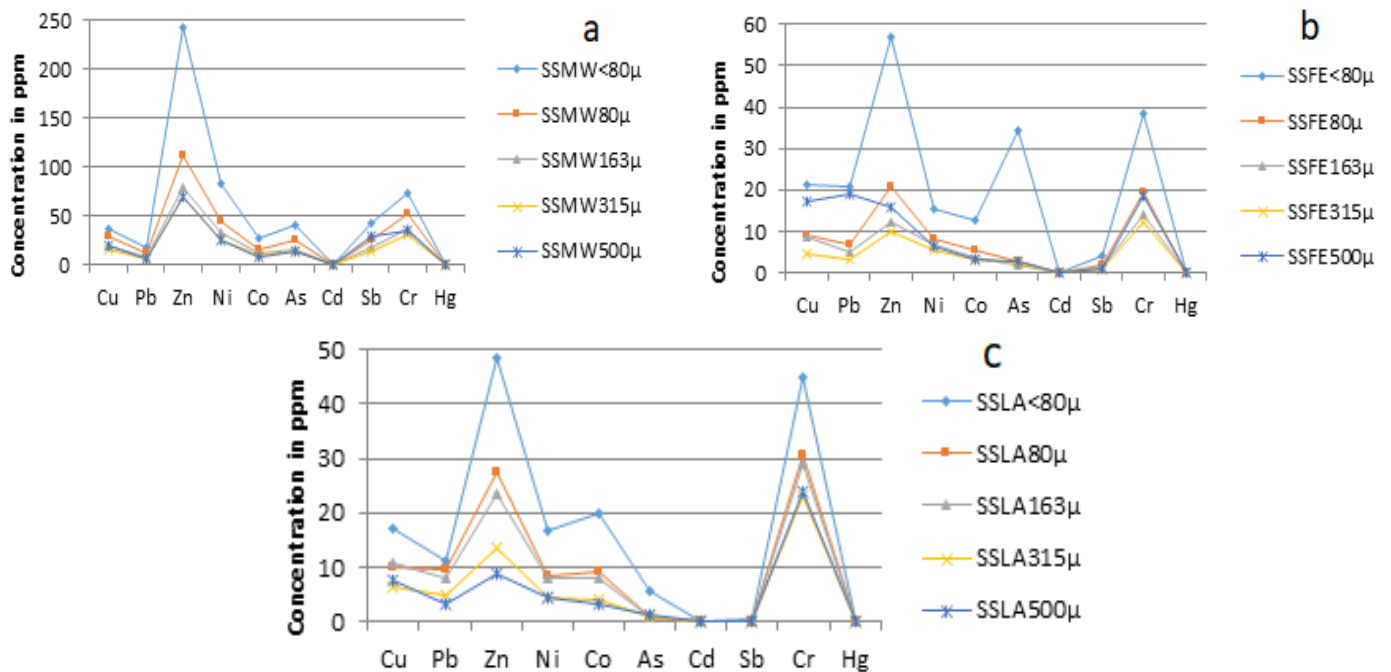 a
Concentration in ppm
250
200
150
100
50
0
Cu Pb Zn Ni Co As Cd Sb Cr Hg
SSMW<80µ
SSMW80µ
SSMW163µ
SSMW315µ
SSMW500µ
b
Concentration in ppm
60
50
40
30
20
10
0
Cu Pb Zn Ni Co As Cd Sb Cr Hg
SSFE<80µ
SSFE80µ
SSFE163µ
SSFE315µ
SSFE500µ
c
Concentration in ppm
50
40
30
20
10
0
Cu Pb Zn Ni Co As Cd Sb Cr Hg
SSLA<80µ
SSLA80µ
SSLA163µ
SSLA315µ
SSLA500µ